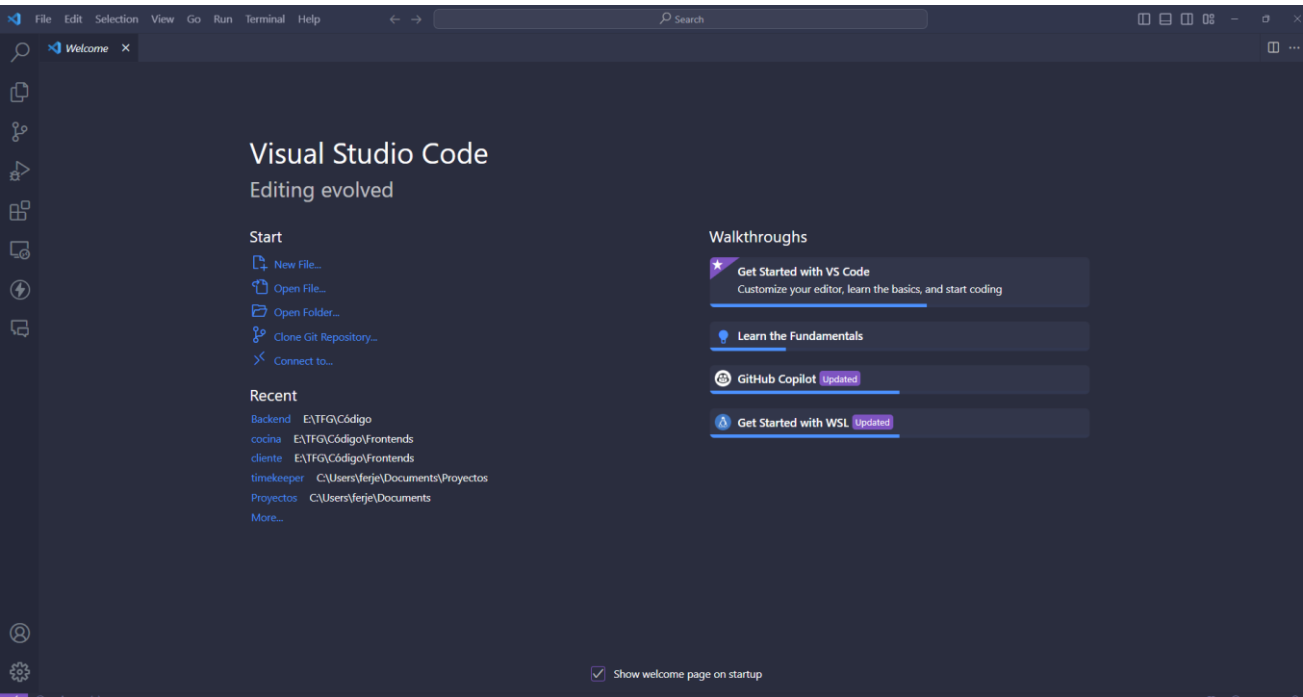 File Edit Selection View Go Run Terminal Help
Search
Welcome
Visual Studio Code
Editing evolved
Start
New File...
Open File...
Open Folder...
Clone Git Repository...
Connect to...
Recent
Backend E:\TFG\Código
cocina E:\TFG\Código\Frontends
cliente E:\TFG\Código\Frontends
timekeeper C:\Users\ferje\Documents\Proyectos
Proyectos C:\Users\ferje\Documents
More...
Walkthroughs
Get Started with VS Code
Customize your editor, learn the basics, and start coding
Learn the Fundamentals
GitHub Copilot Updated
Get Started with WSL Updated
Show welcome page on startup